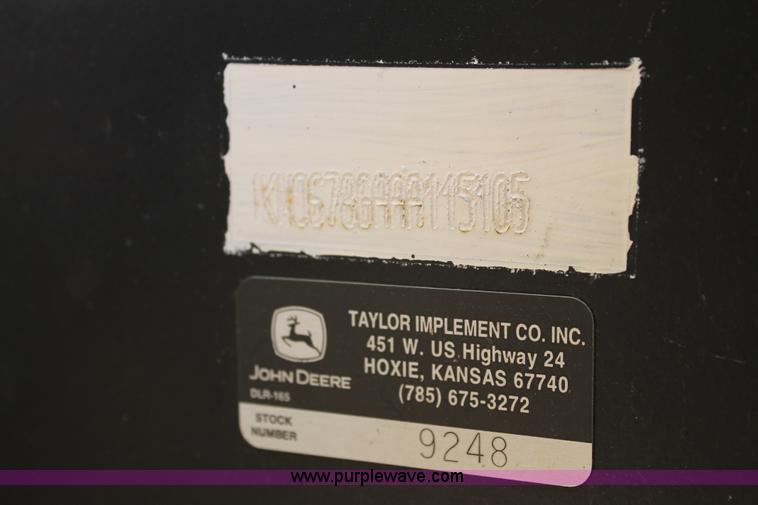 TAYLOR IMPLEMENT CO. INC.
451 W. US Highway 24
HOXIE, KANSAS 67740
(785) 675-3272
JOHN DEERE
DLR-165
STOCK
NUMBER
9248
www.purplewave.com